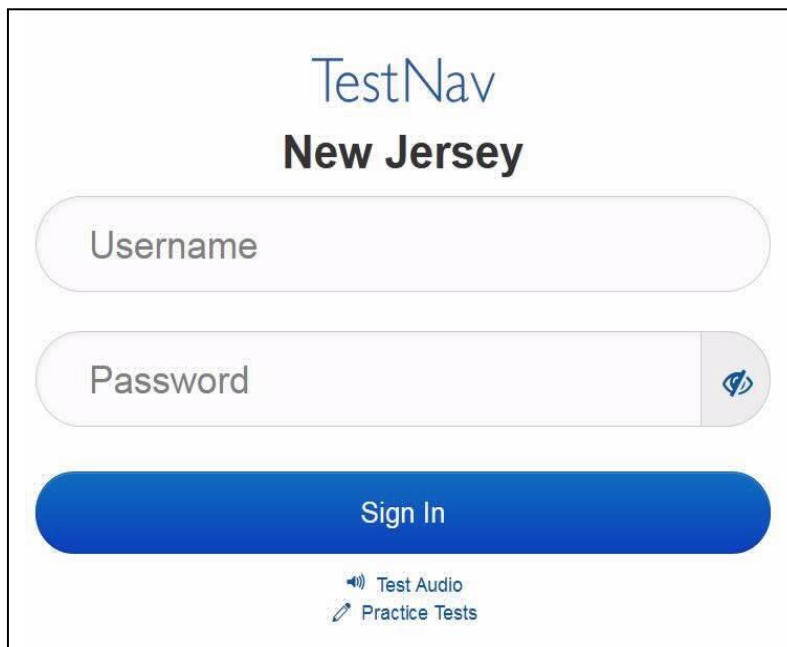 TestNav
New Jersey
Username
Password
Sign In
Test Audio
Practice Tests